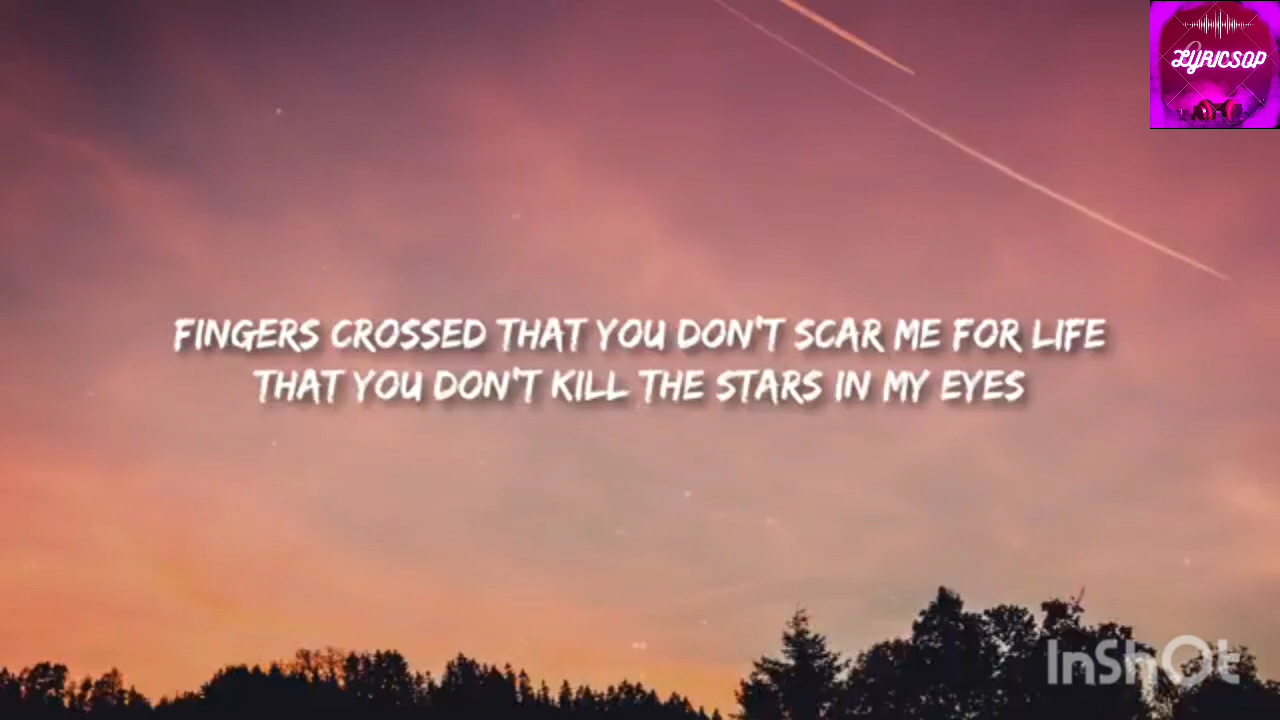 LYRICSOP
FINGERS CROSSED THAT YOU DON'T SCAR ME FOR LIFE
THAT YOU DON'T KILL THE STARS IN MY EYES
InShOt